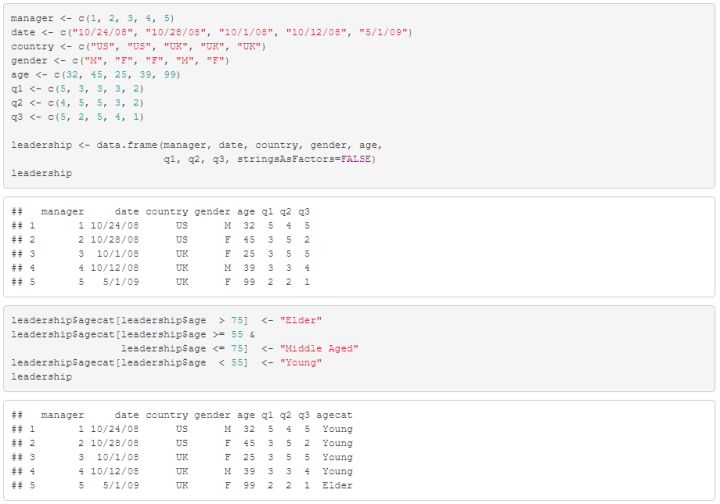 manager <- c(1, 2, 3, 4, 5)
date <- c("10/24/08", "10/28/08", "10/1/08", "10/12/08", "5/1/09")
country <- c("US", "US", "UK", "UK", "UK")
gender <- c("M", "F", "F", "M", "F")
age <- c(32, 45, 25, 39, 99)
q1 <- c(5, 3, 3, 3, 2)
q2 <- c(4, 5, 5, 3, 2)
q3 <- c(5, 2, 5, 4, 1)
leadership <- data.frame(manager, date, country, gender, age,
q1, q2, q3, stringsAsFactors=FALSE)
leadership
## manager date country gender age q1 q2 q3
## 1 1 10/24/08 US M 32 5 4 5
## 2 2 10/28/08 US F 45 3 5 2
## 3 3 10/1/08 UK F 25 3 5 5
## 4 4 10/12/08 UK M 39 3 3 4
## 5 5 5/1/09 UK F 99 2 2 1
leadership$agecat[leadership$age > 75] <- "Elder"
leadership$agecat[leadership$age >= 55 &
leadership$age <= 75] <- "Middle Aged"
leadership$agecat[leadership$age < 55] <- "Young"
leadership
## manager date country gender age q1 q2 q3 agecat
## 1 1 10/24/08 US M 32 5 4 5 Young
## 2 2 10/28/08 US F 45 3 5 2 Young
## 3 3 10/1/08 UK F 25 3 5 5 Young
## 4 4 10/12/08 UK M 39 3 3 4 Young
## 5 5 5/1/09 UK F 99 2 2 1 Elder